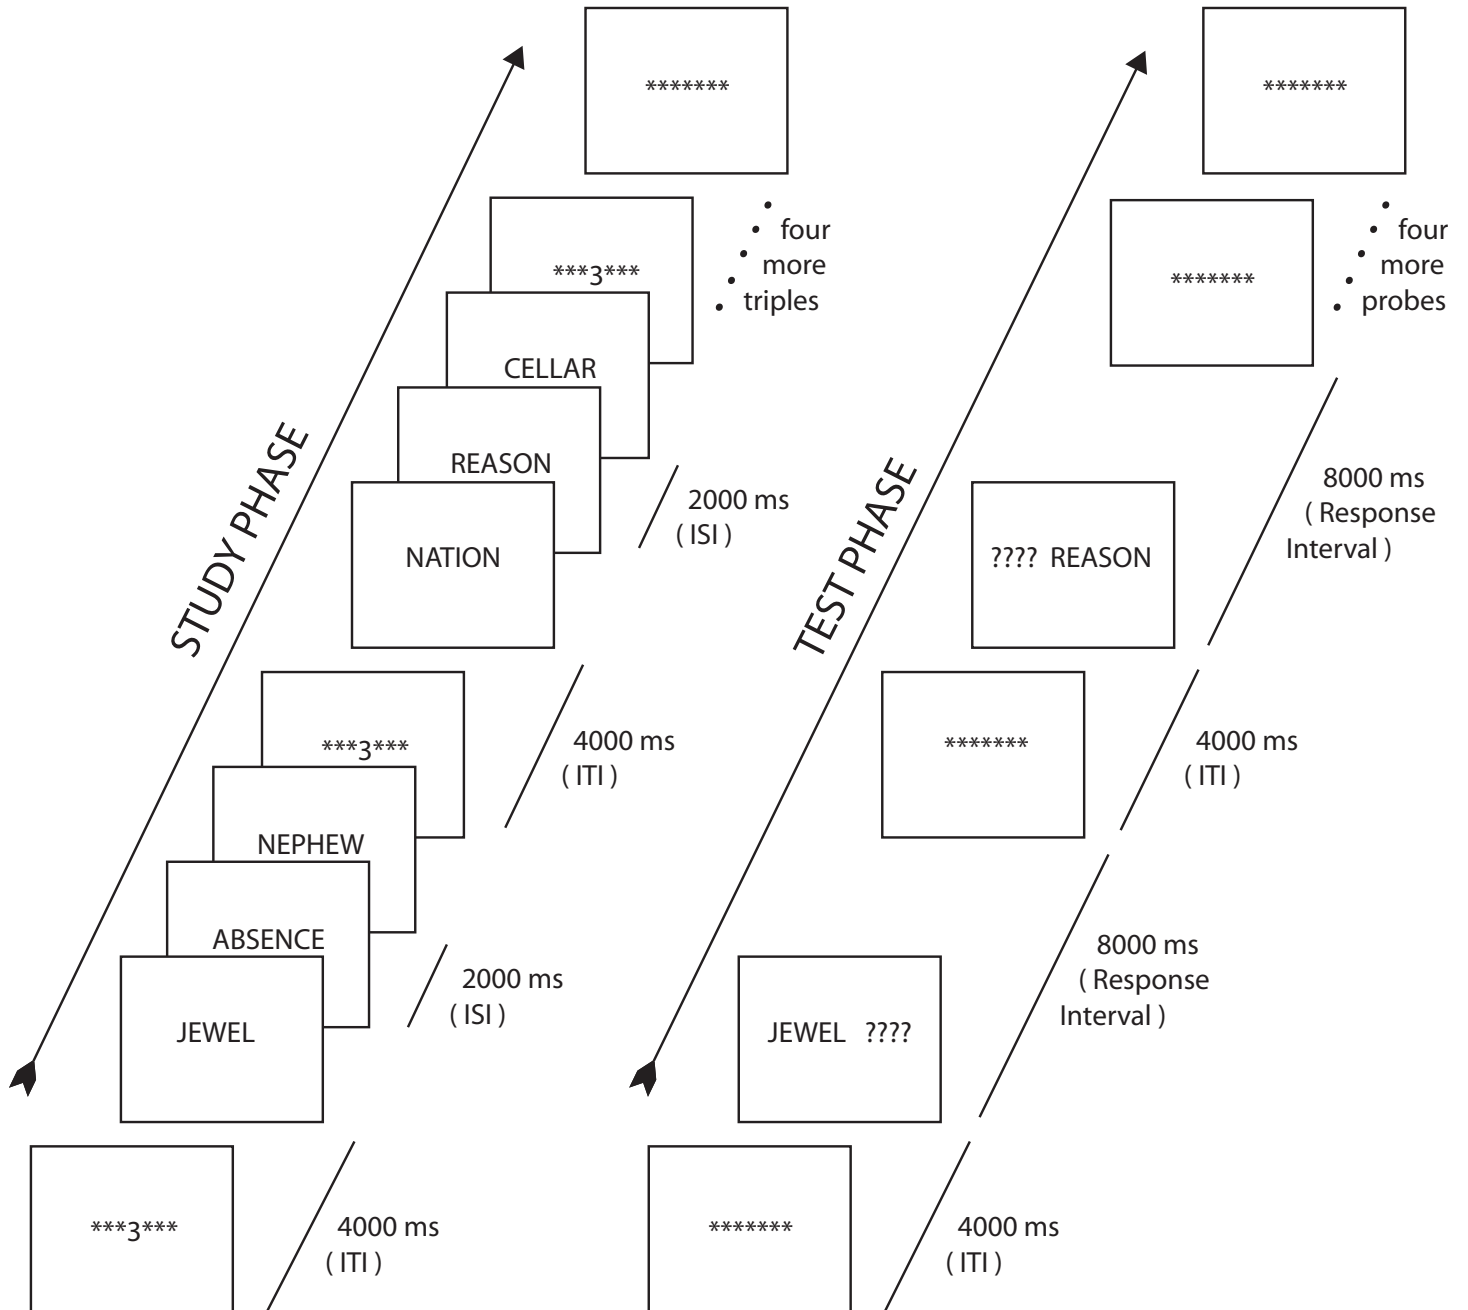 *******
four
more
triples
***3***
CELLAR
REASON
NATION
2000 ms
( ISI )
STUDY PHASE
***3***
4000 ms
( ITI )
NEPHEW
ABSENCE
JEWEL
2000 ms
( ISI )
***3***
4000 ms
( ITI )
*******
four
more
probes
*******
8000 ms
( Response
Interval )
TEST PHASE
???? REASON
*******
4000 ms
( ITI )
8000 ms
( Response
Interval )
JEWEL ????
*******
4000 ms
( ITI )